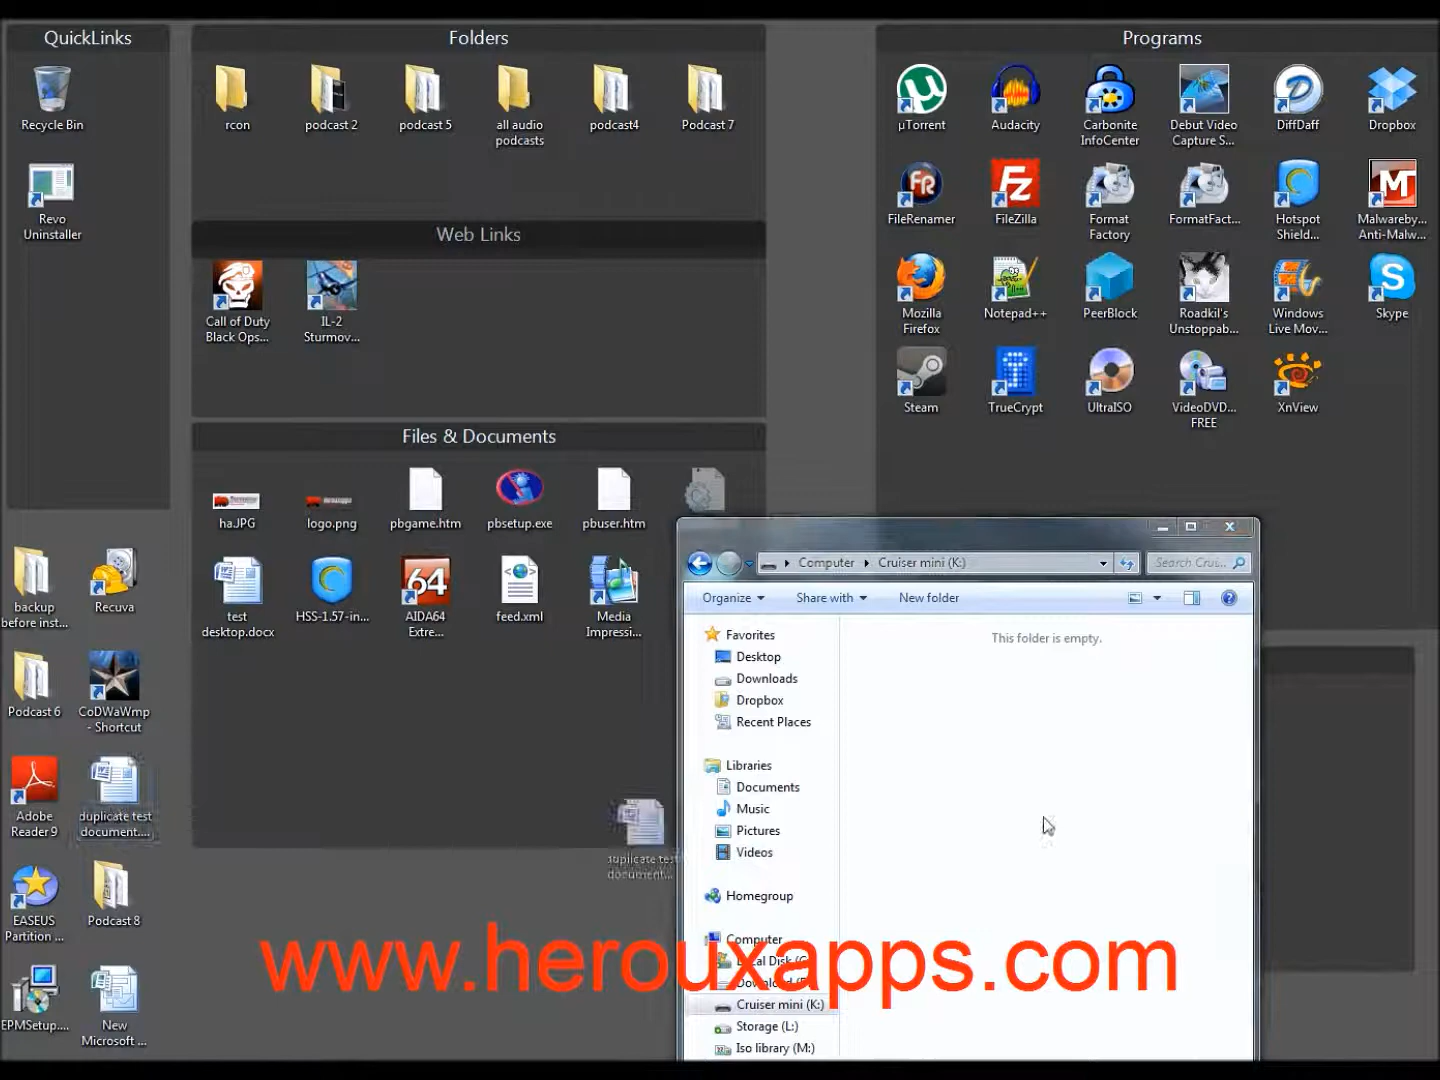 QuickLinks
Folders
Programs
Recycle Bin
rcon
podcast 2
podcast 5
all audio
podcasts
podcast4
Podcast 7
µTorrent
Audacity
Carbonite
InfoCenter
Debut Video
Capture S...
DiffDaff
Dropbox
Revo
Uninstaller
FileRenamer
FileZilla
Format
Factory
FormatFact...
Hotspot
Shield...
Malwareby...
Anti-Malw...
Web Links
Call of Duty
Black Ops...
IL-2
Sturmov...
Mozilla
Firefox
Notepad++
PeerBlock
Roadkil's
Unstoppab...
Windows
Live Mov...
Skype
Steam
TrueCrypt
UltraISO
VideoDVD...
FREE
XnView
Files & Documents
ha.JPG
logo.png
pbgame.htm
pbsetup.exe
pbuser.htm
test
desktop.docx
HSS-1.57-in...
AIDA64
Extre...
feed.xml
Media
Impressi...
backup
before inst...
Recuva
Podcast 6
CoDWaWmp
- Shortcut
Adobe
Reader 9
duplicate test
document....
EASEUS
Partition ...
Podcast 8
EPMSetup....
New
Microsoft ...
duplicate test
document....
Computer
Cruiser mini (K:)
Search Crui...
Organize
Share with
New folder
This folder is empty.
Favorites
Desktop
Downloads
Dropbox
Recent Places
Libraries
Documents
Music
Pictures
Videos
Homegroup
Computer
Local Disk (C
Cruiser mini (K:)
Storage (L:)
Iso library (M:)
www.herouxapps.com